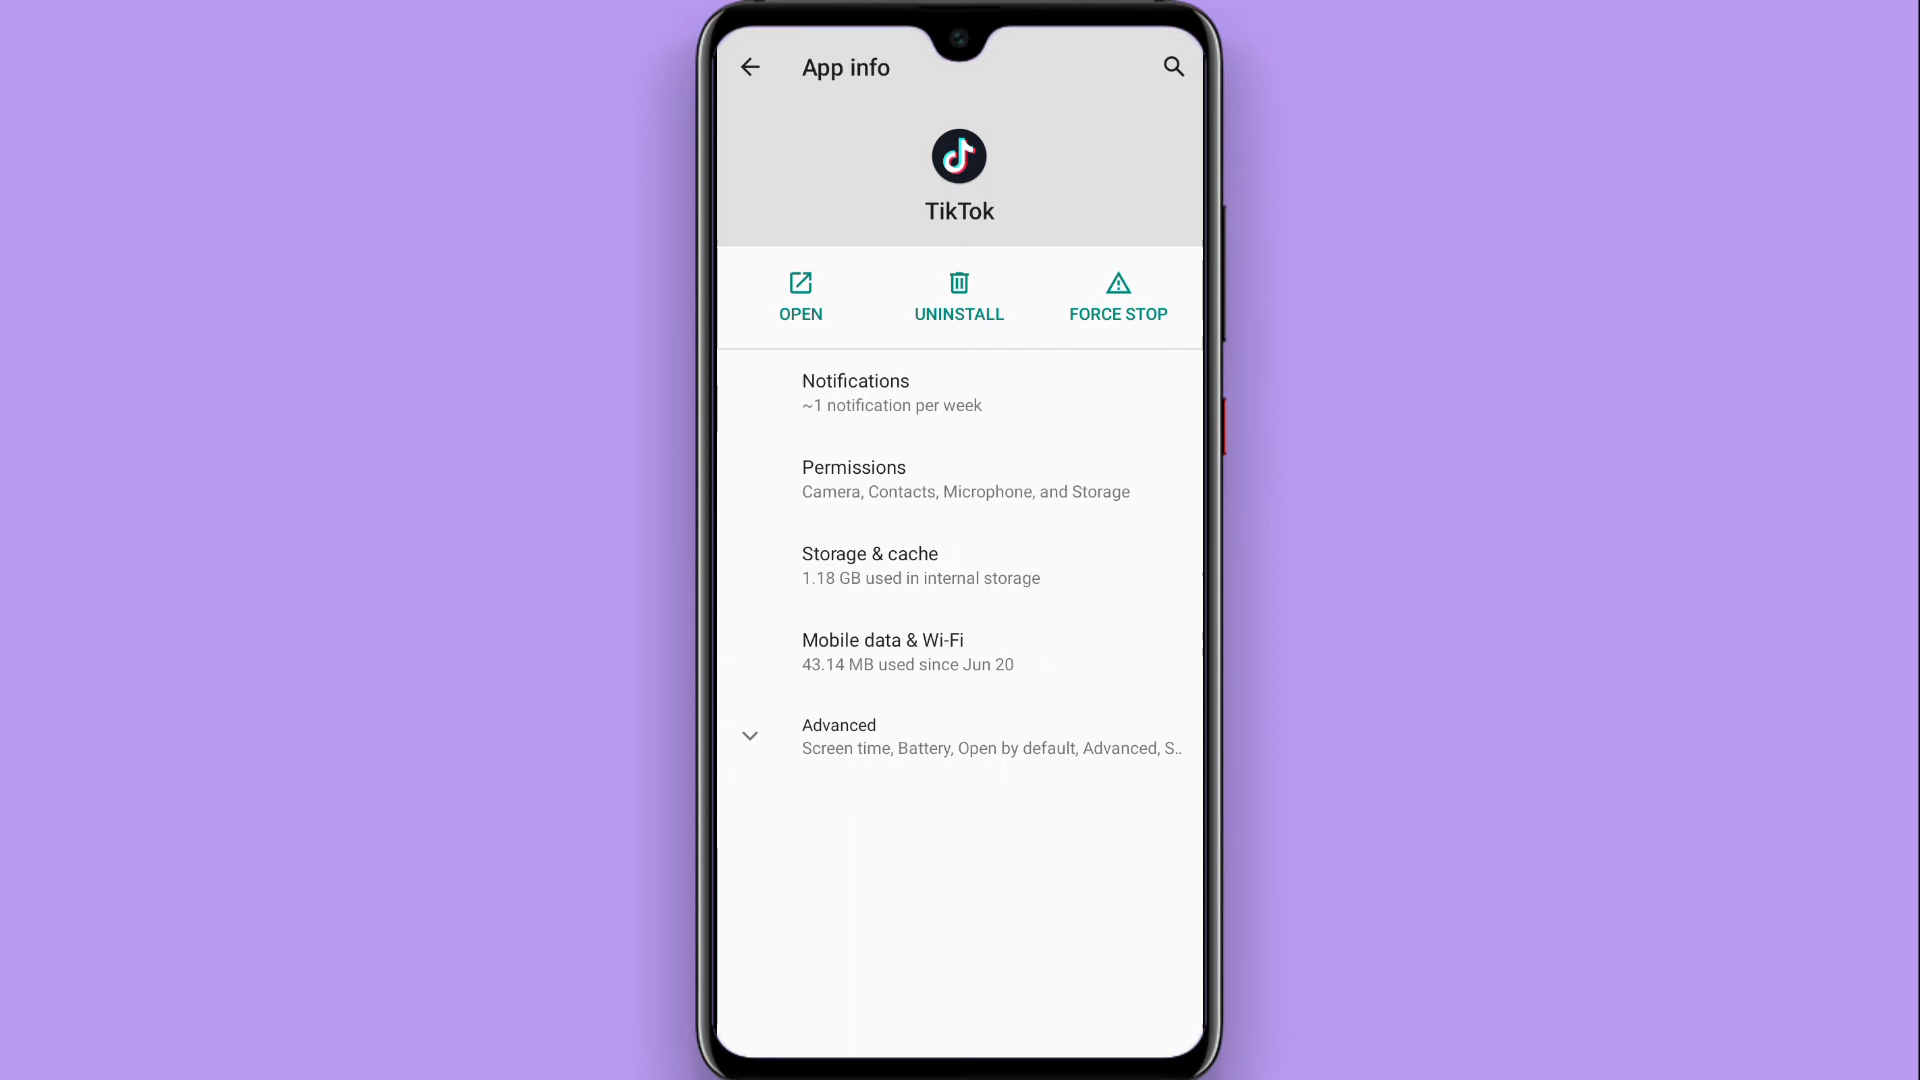 App info
TikTok
OPEN
UNINSTALL
FORCE STOP
Notifications
~1 notification per week
Permissions
Camera, Contacts, Microphone, and Storage
Storage & cache
1.18 GB used in internal storage
Mobile data & Wi-Fi
43.14 MB used since Jun 20
Advanced
Screen time, Battery, Open by default, Advanced, S..